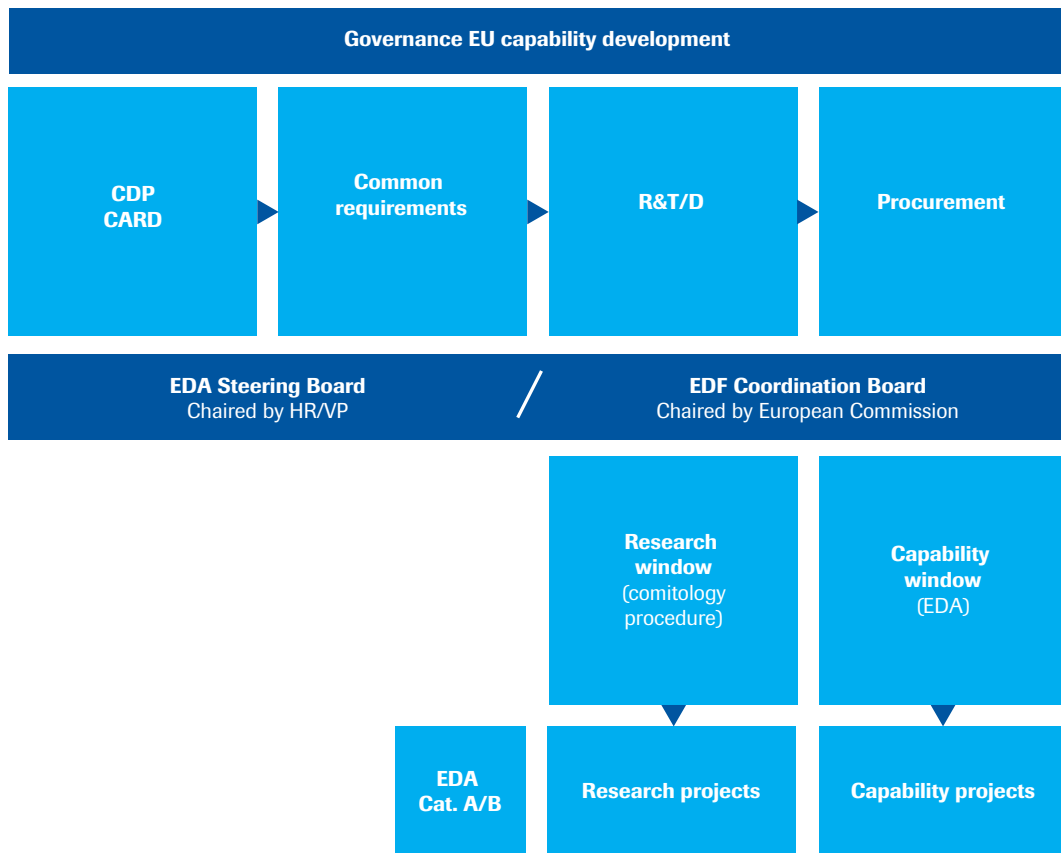 Governance EU capability development
CDP
CARD
Common
requirements
R&T/D
Procurement
EDA Steering Board
Chaired by HR/VP
/
EDF Coordination Board
Chaired by European Commission
Research
window
(comitology
procedure)
Capability
window
(EDA)
EDA
Cat. A/B
Research projects
Capability projects